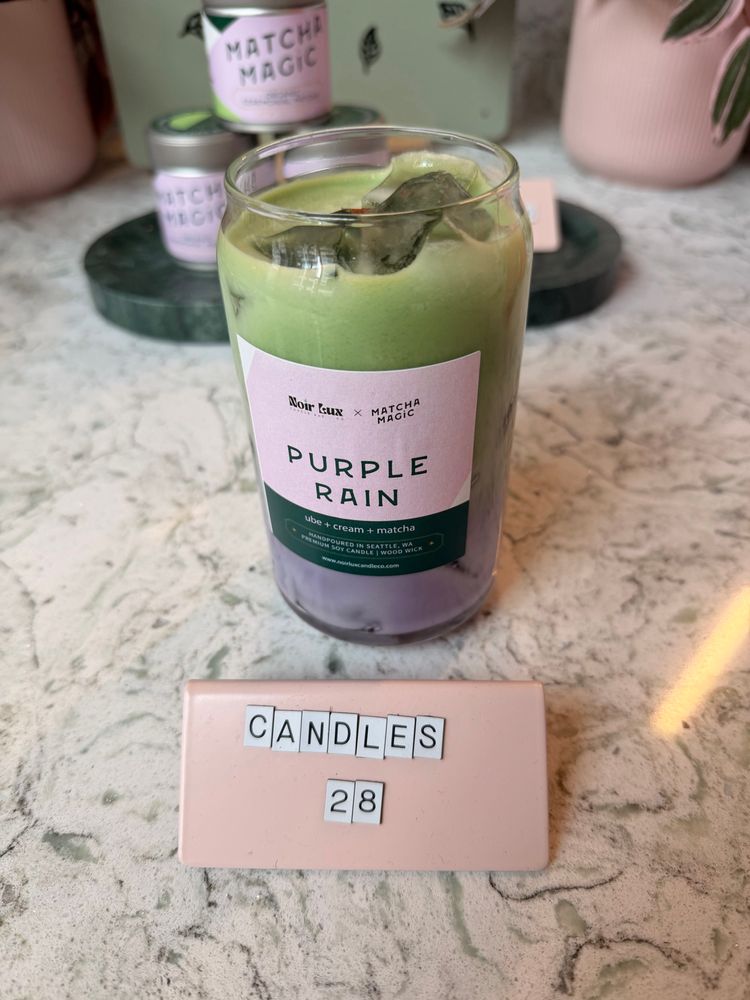 MATCHA
MAGIC
MATCHA
MAGIC
Noir Lux × MATCHA
MAGIC
PURPLE
RAIN
ube + cream + matcha
HANDPOURED IN SEATTLE, WA
PREMIUM SOY CANDLE | WOOD WICK
www.noirluxcandleco.com
CANDLES
28